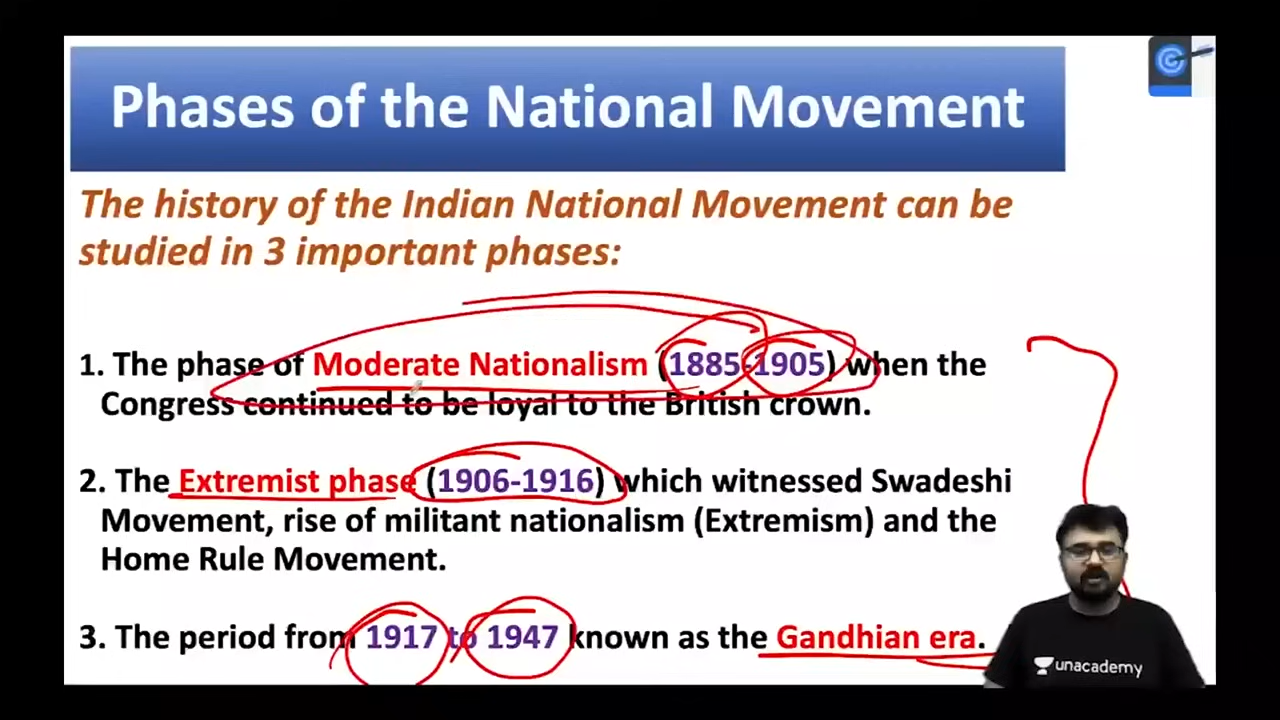 Phases of the National Movement
The history of the Indian National Movement can be
studied in 3 important phases:
1. The phase of Moderate Nationalism (1885-1905) when the
Congress continued to be loyal to the British crown.
2. The Extremist phase (1906-1916) which witnessed Swadeshi
Movement, rise of militant nationalism (Extremism) and the
Home Rule Movement.
3. The period from 1917 to 1947 known as the Gandhian era.
unacademy